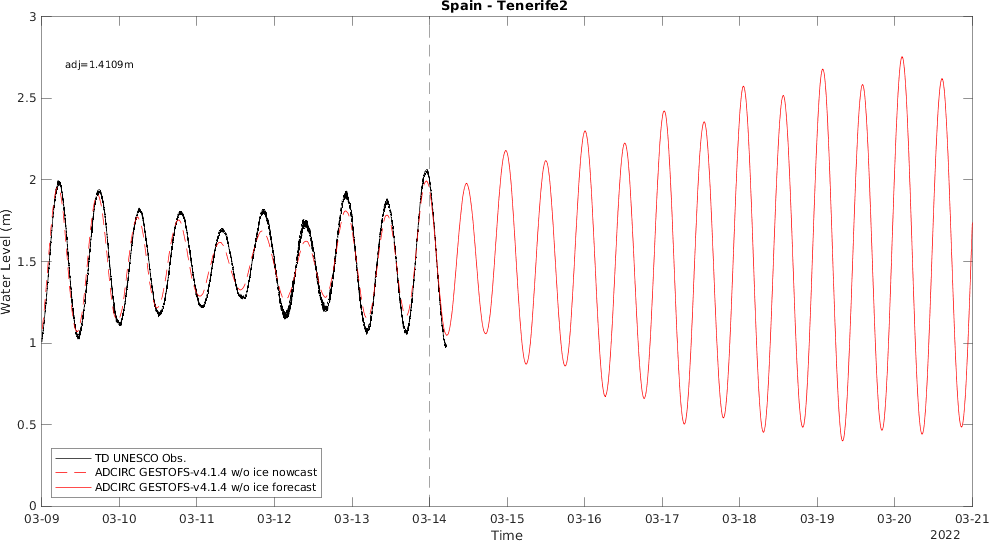 Spain - Tenerife2
3
adj=1.4109m
2.5
2
1.5
1
0.5
0
Water Level (m)
TD UNESCO Obs.
ADCIRC GESTOFS-v4.1.4 w/o ice nowcast
ADCIRC GESTOFS-v4.1.4 w/o ice forecast
03-09 03-10 03-11 03-12 03-13 03-14 03-15 03-16 03-17 03-18 03-19 03-20 03-21
Time
2022